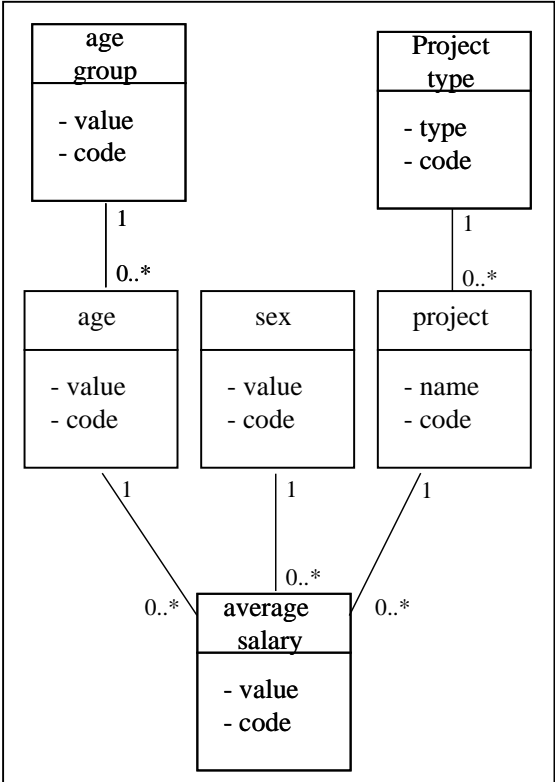 age
group
- value
- code
Project
type
- type
- code
1
0..*
1
0..*
age
- value
- code
sex
- value
- code
project
- name
- code
1
1
1
0..*
0..*
0..*
average
salary
- value
- code